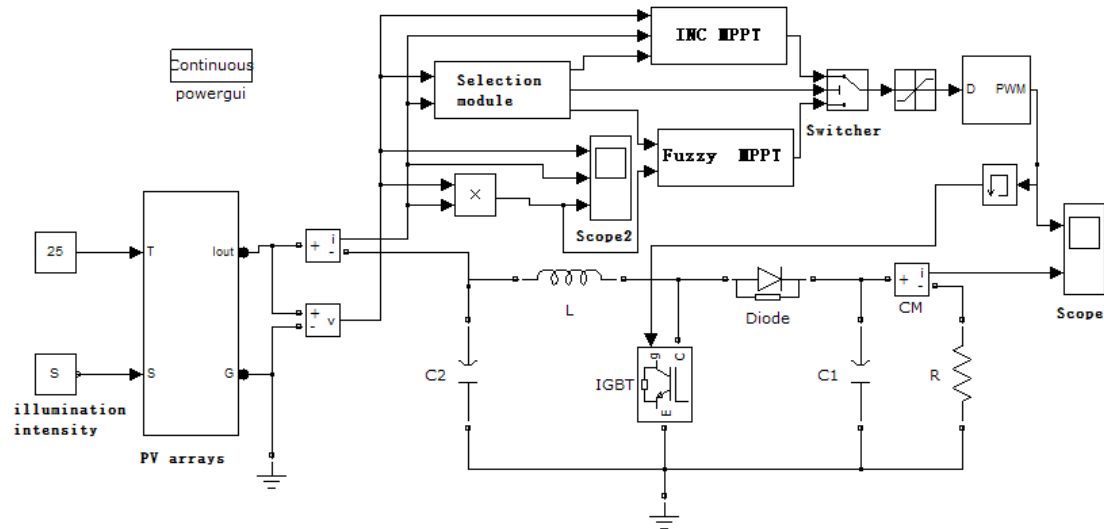 INC MPPT
Continuous
powergui
Selection
module
D PWM
Switcher
Fuzzy MPPT
×
Scope2
25
T Iout
+ i
-
+
- v
L
Diode
+ i
-
CM
Scope
S
S G
illumination
intensity
PV arrays
C2
IGBT
g C
E
C1
R